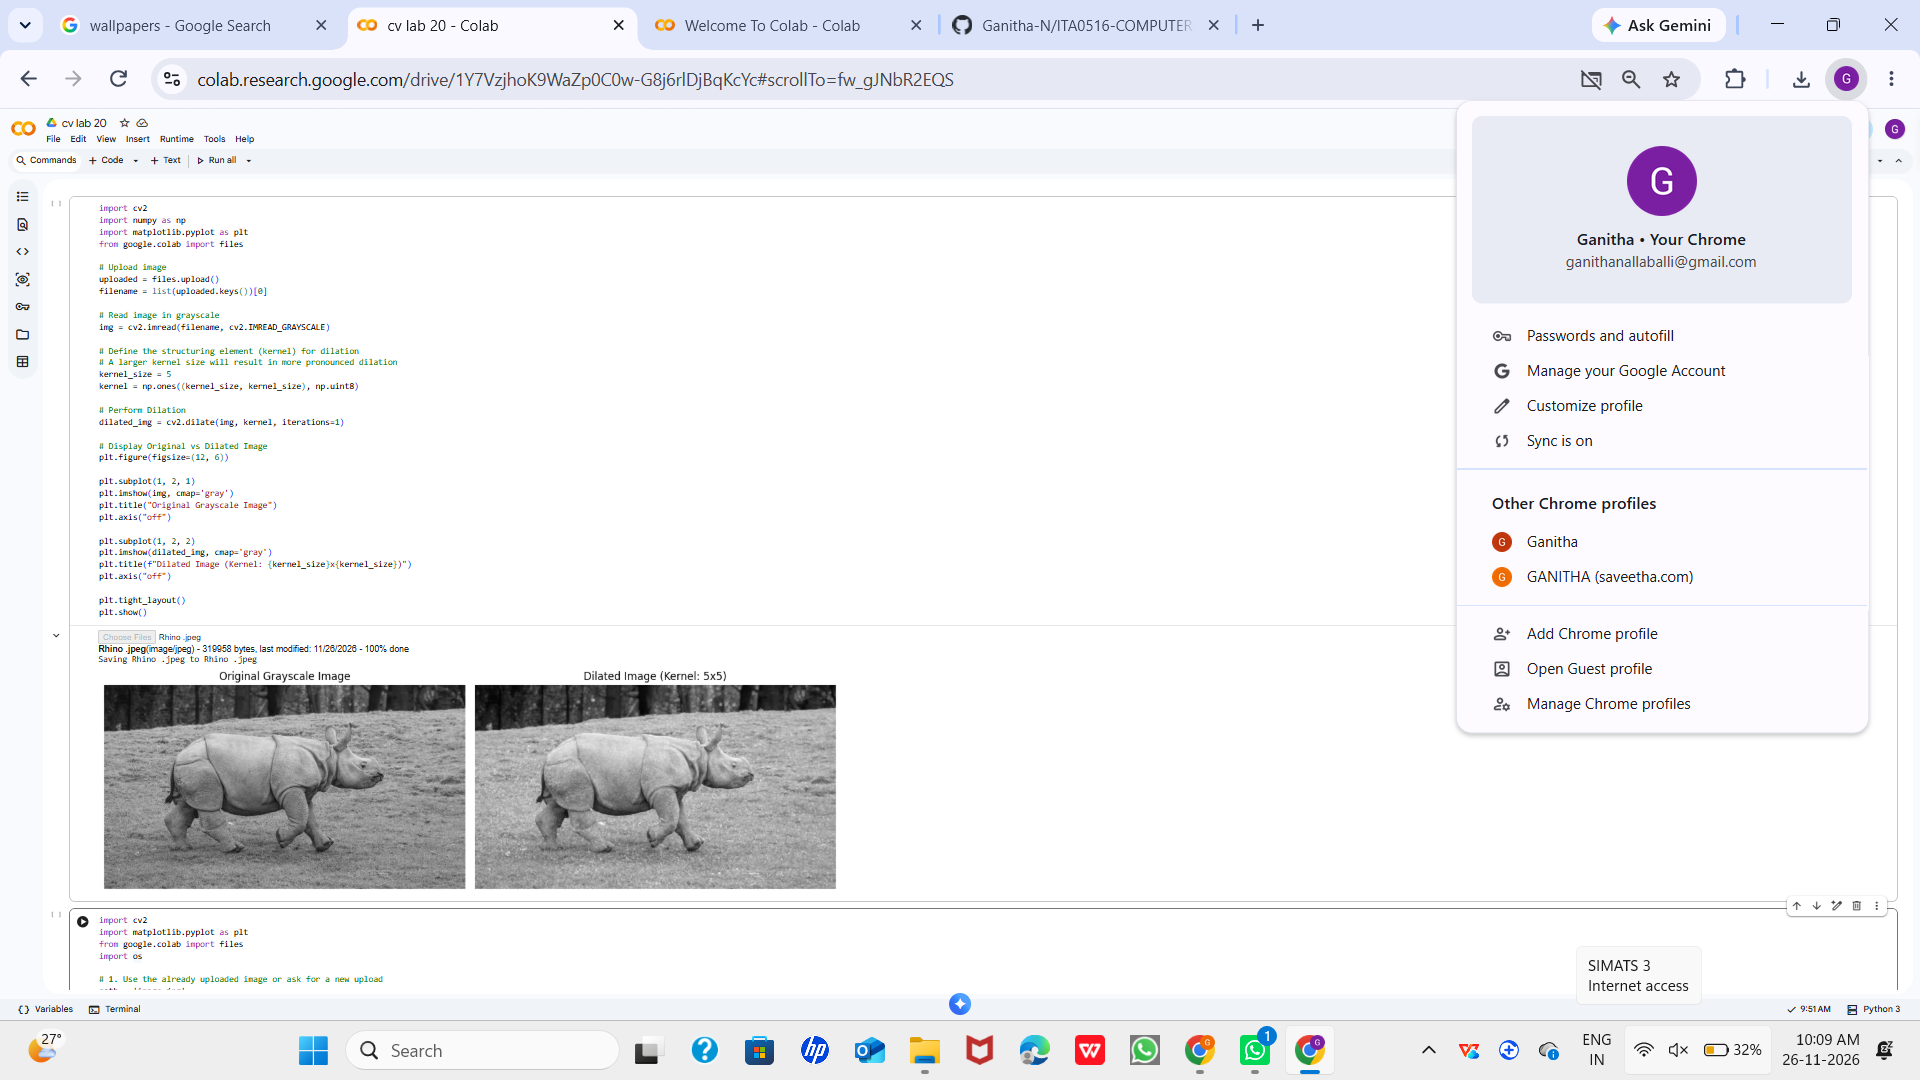 wallpapers - Google Search
cv lab 20 - Colab
Welcome To Colab - Colab
Ganitha-N/ITA0516-COMPUTER
Ask Gemini
colab.research.google.com/drive/1Y7VzjhoK9WaZp0C0w-G8j6rlDjBqKcYc#scrollTo=fw_gJNbR2EQS
G
cv lab 20
File Edit View Insert Runtime Tools Help
G
Commands + Code + Text Run all
import cv2
import numpy as np
import matplotlib.pyplot as plt
from google.colab import files
# Upload image
uploaded = files.upload()
filename = list(uploaded.keys())[0]
# Read image in grayscale
img = cv2.imread(filename, cv2.IMREAD_GRAYSCALE)
# Define the structuring element (kernel) for dilation
# A larger kernel size will result in more pronounced dilation
kernel_size = 5
kernel = np.ones((kernel_size, kernel_size), np.uint8)
# Perform Dilation
dilated_img = cv2.dilate(img, kernel, iterations=1)
# Display Original vs Dilated Image
plt.figure(figsize=(12, 6))
plt.subplot(1, 2, 1)
plt.imshow(img, cmap='gray')
plt.title("Original Grayscale Image")
plt.axis("off")
plt.subplot(1, 2, 2)
plt.imshow(dilated_img, cmap='gray')
plt.title(f"Dilated Image (Kernel: {kernel_size}x{kernel_size})")
plt.axis("off")
plt.tight_layout()
plt.show()
Choose Files Rhino .jpeg
Rhino .jpeg(image/jpeg) - 319958 bytes, last modified: 11/26/2026 - 100% done
Saving Rhino .jpeg to Rhino .jpeg
Original Grayscale Image
Dilated Image (Kernel: 5x5)
import cv2
import matplotlib.pyplot as plt
from google.colab import files
import os
# 1. Use the already uploaded image or ask for a new upload
G
Ganitha • Your Chrome
ganithanallaballi@gmail.com
Passwords and autofill
Manage your Google Account
Customize profile
Sync is on
Other Chrome profiles
G Ganitha
G GANITHA (saveetha.com)
Add Chrome profile
Open Guest profile
Manage Chrome profiles
SIMATS 3
Internet access
Variables Terminal
9:51 AM Python 3
27°
Search
hp
1
ENG
IN
32%
10:09 AM
26-11-2026